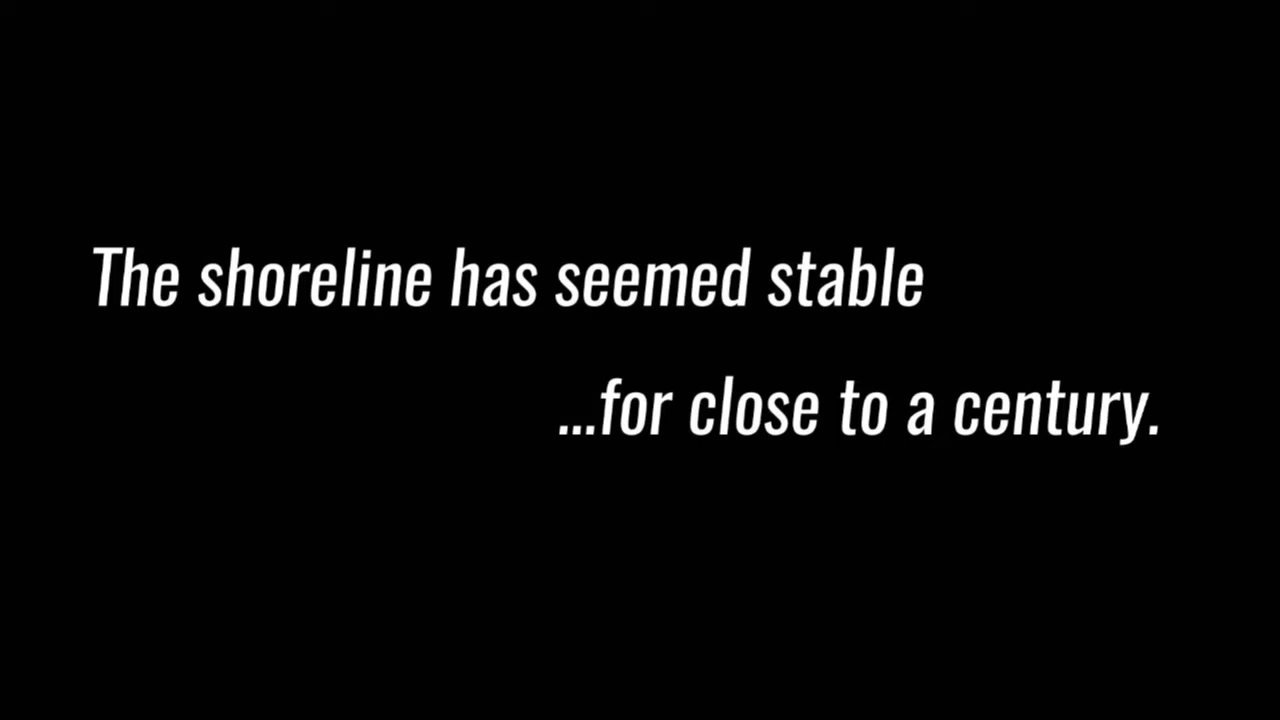 The shoreline has seemed stable
...for close to a century.